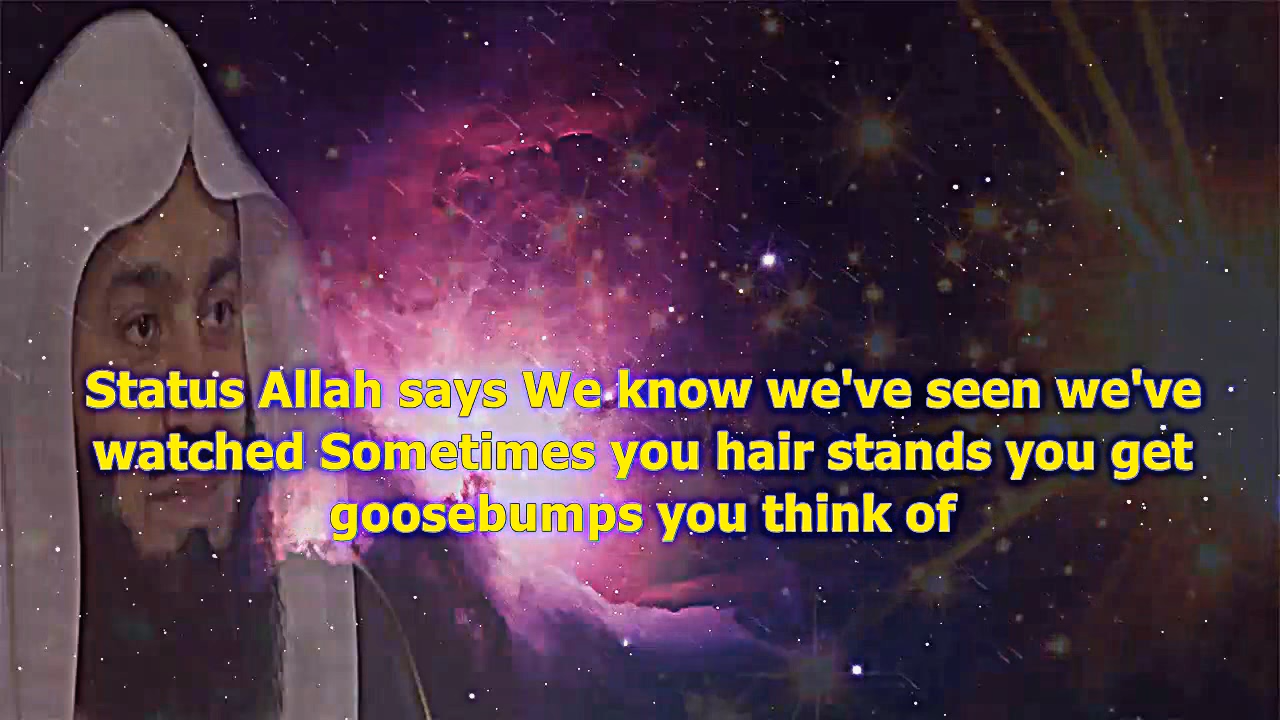 Status Allah says We know we've seen we've
watched Sometimes you hair stands you get
goosebumps you think of